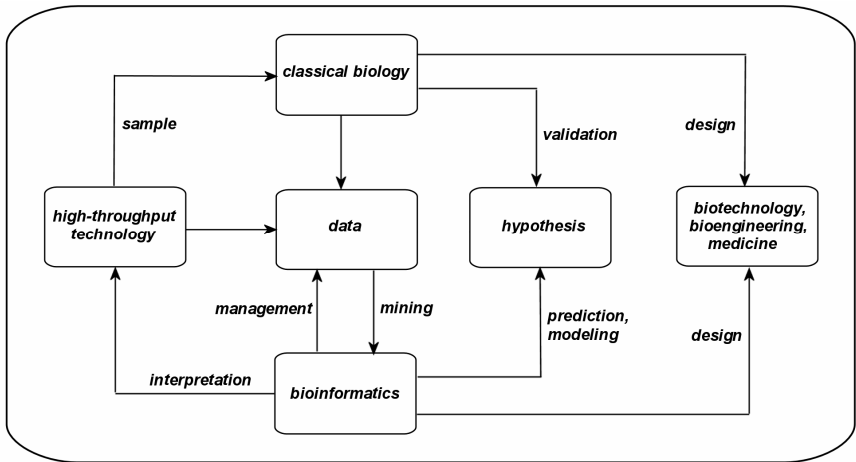 classical biology
sample
validation
design
high-throughput
technology
data
hypothesis
biotechnology,
bioengineering,
medicine
management
mining
prediction,
modeling
design
interpretation
bioinformatics